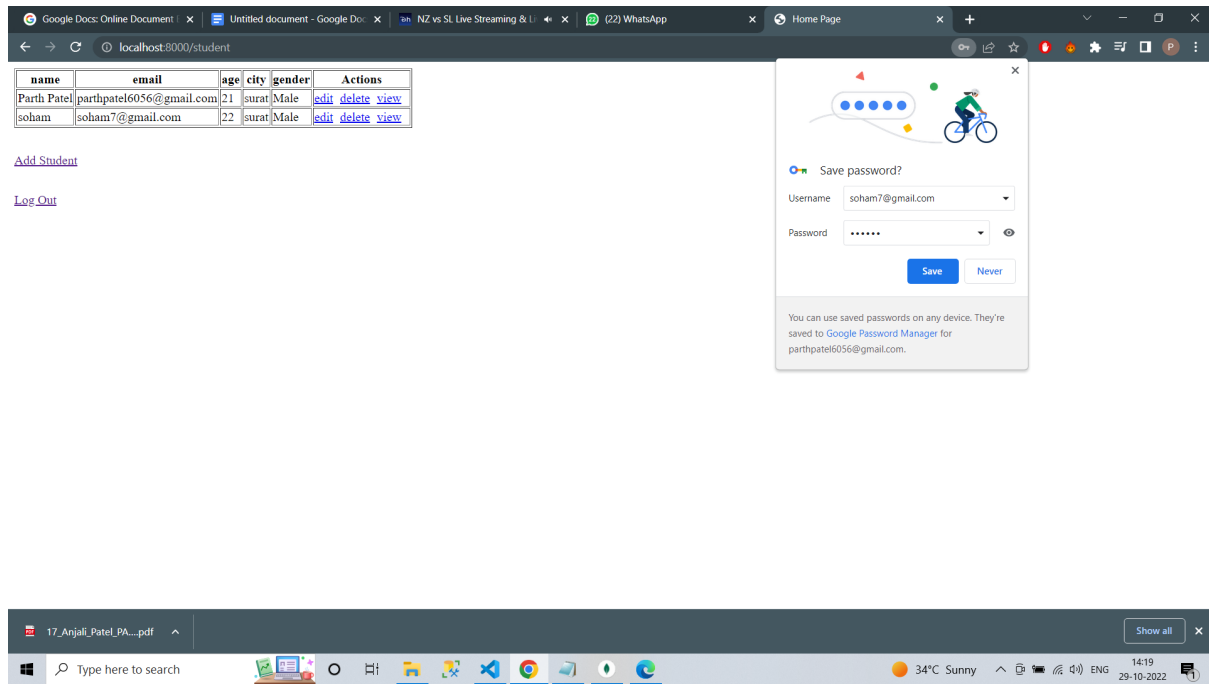 Google Docs: Online Document
Untitled document - Google Doc
NZ vs SL Live Streaming & Li
(22) WhatsApp
Home Page
localhost:8000/student
name email age city gender Actions
Parth Patel parthpatel6056@gmail.com 21 surat Male edit delete view
soham soham7@gmail.com 22 surat Male edit delete view
Add Student
Log Out
Save password?
Username soham7@gmail.com
Password ••••••
Save Never
You can use saved passwords on any device. They're
saved to Google Password Manager for
parthpatel6056@gmail.com.
17_Anjali_Patel_PA....pdf
Show all
Type here to search
34°C Sunny
ENG
14:19
29-10-2022